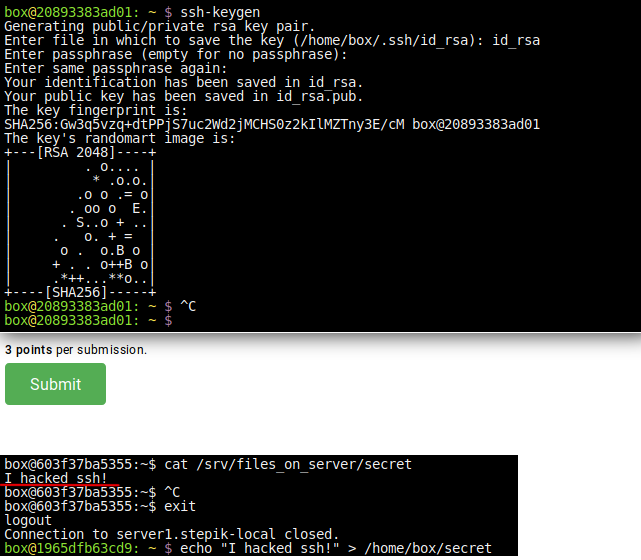 box@20893383ad01: ~ $ ssh-keygen
Generating public/private rsa key pair.
Enter file in which to save the key (/home/box/.ssh/id_rsa): id_rsa
Enter passphrase (empty for no passphrase):
Enter same passphrase again:
Your identification has been saved in id_rsa.
Your public key has been saved in id_rsa.pub.
The key fingerprint is:
SHA256:Gw3q5vzq+dtPPjS7uc2Wd2jMCHS0z2kIlMZTny3E/cM box@20893383ad01
The key's randomart image is:
+---[RSA 2048]----+
|         . o.... |
|          * .o.o.|
|        .o o .= o|
|       . oo o  E.|
|      . S..o + ..|
|     .   o. + =  |
|      o .  o.B o |
|     + . . o++B o|
|     .*++...**o..|
+----[SHA256]-----+
box@20893383ad01: ~ $ ^C
box@20893383ad01: ~ $
3 points per submission.
Submit
box@603f37ba5355:~$ cat /srv/files_on_server/secret
I hacked ssh!
box@603f37ba5355:~$ ^C
box@603f37ba5355:~$ exit
logout
Connection to server1.stepik-local closed.
box@1965dfb63cd9: ~ $ echo "I hacked ssh!" > /home/box/secret